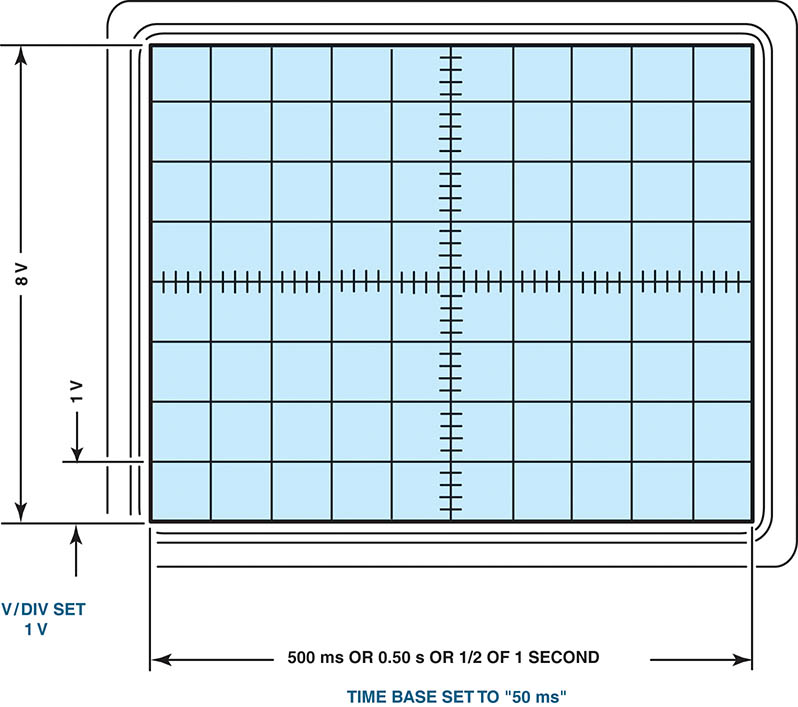 8 V
1 V
V/DIV SET
1 V
500 ms OR 0.50 s OR 1/2 OF 1 SECOND
TIME BASE SET TO "50 ms"